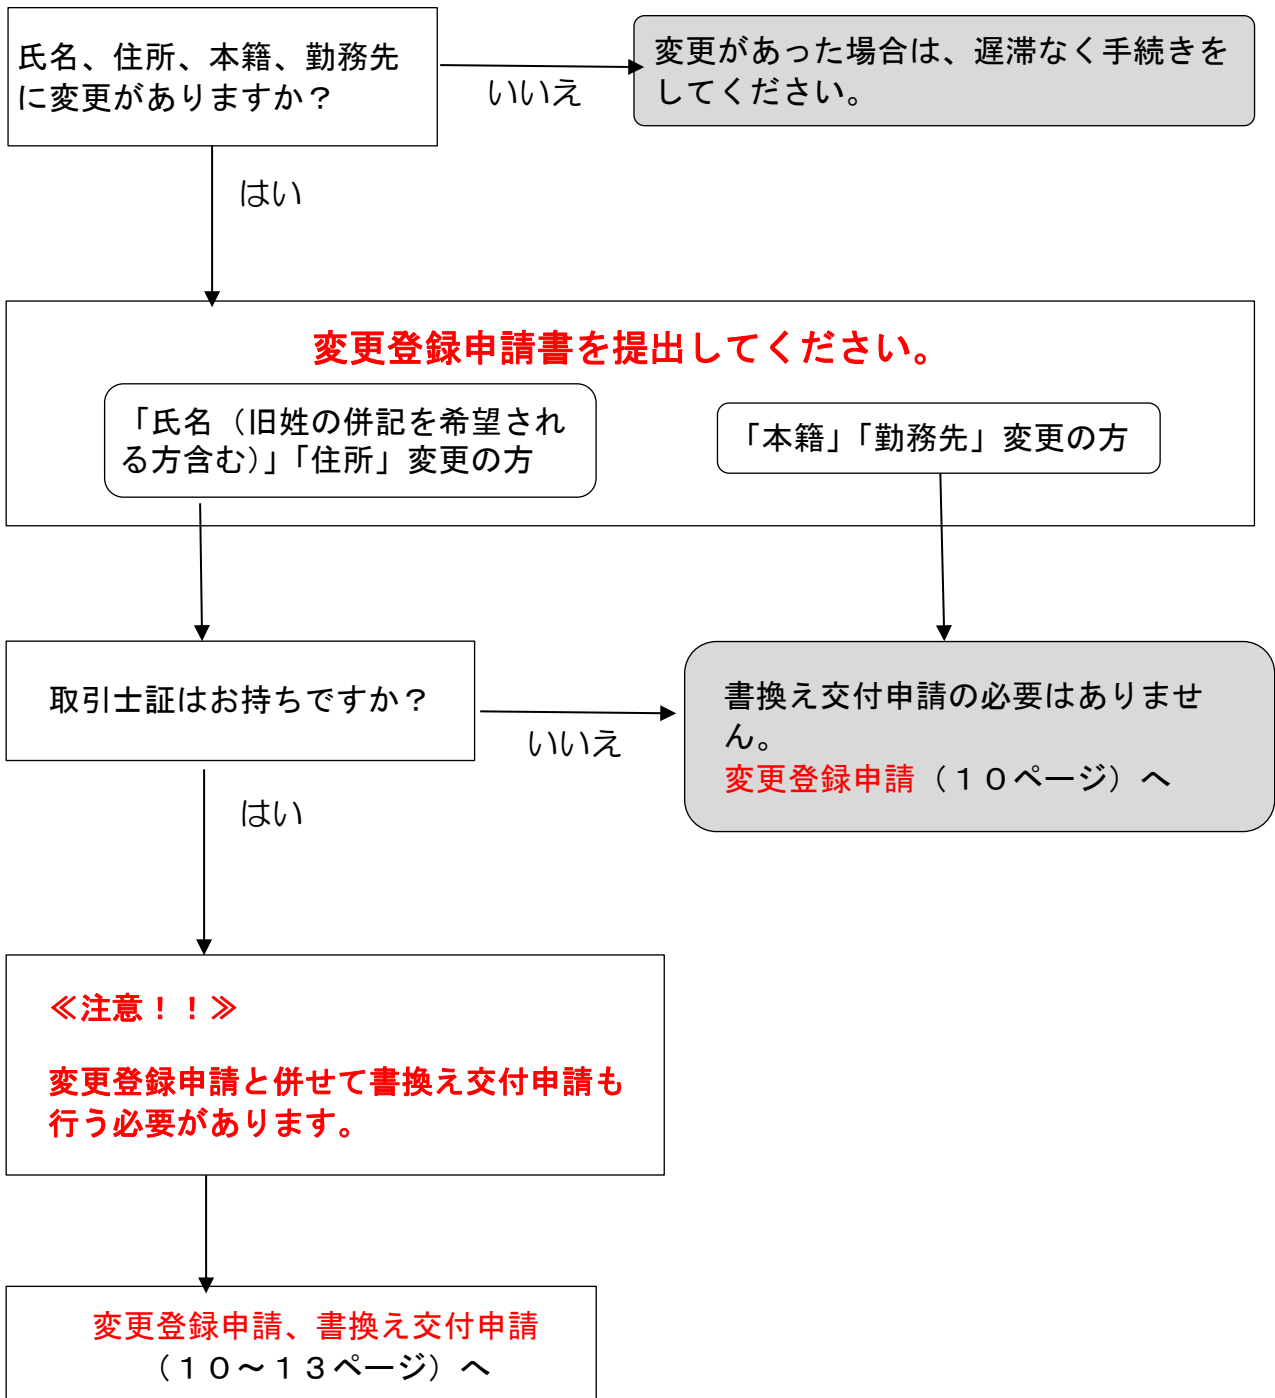 氏名、住所、本籍、勤務先
に変更がありますか？
いいえ
変更があった場合は、遅滞なく手続きを
してください。
はい
変更登録申請書を提出してください。
「氏名（旧姓の併記を希望され
る方含む）」「住所」変更の方
「本籍」「勤務先」変更の方
取引士証はお持ちですか？
いいえ
書換え交付申請の必要はありませ
ん。
変更登録申請（１０ページ）へ
はい
≪注意！！≫
変更登録申請と併せて書換え交付申請も
行う必要があります。
変更登録申請、書換え交付申請
（１０～１３ページ）へ